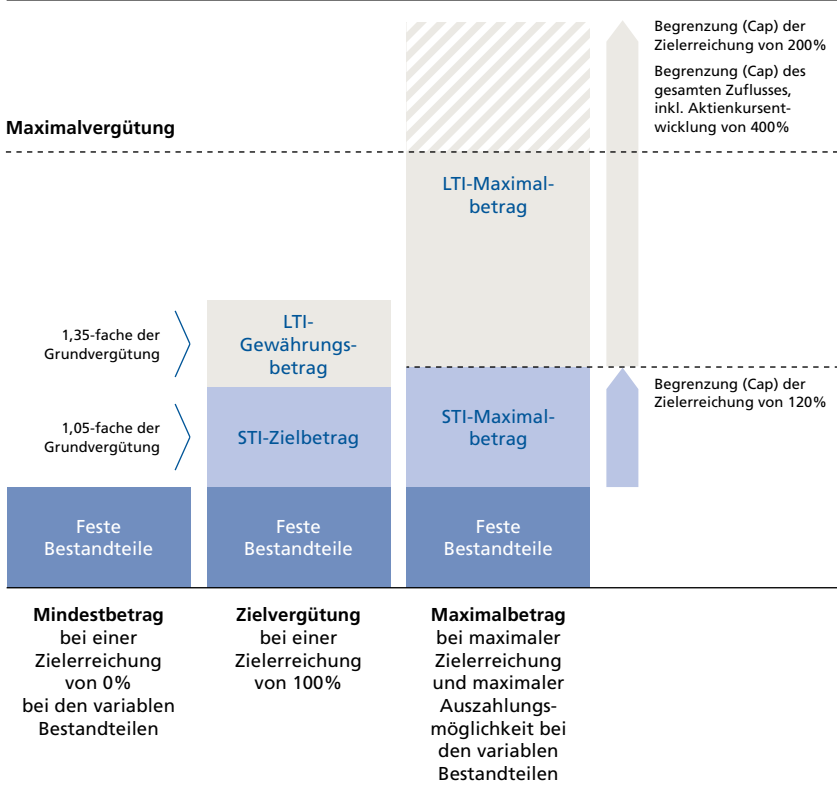 Begrenzung (Cap) der
Zielerreichung von 200%
Begrenzung (Cap) des
gesamten Zuflusses,
inkl. Aktienkursent-
wicklung von 400%
Maximalvergütung
LTI-Maximal-
betrag
1,35-fache der
Grundvergütung
LTI-
Gewährungs-
betrag
Begrenzung (Cap) der
Zielerreichung von 120%
1,05-fache der
Grundvergütung
STI-Zielbetrag
STI-Maximal-
betrag
Feste
Bestandteile
Feste
Bestandteile
Feste
Bestandteile
Mindestbetrag
bei einer
Zielerreichung
von 0%
bei den variablen
Bestandteilen
Zielvergütung
bei einer
Zielerreichung
von 100%
Maximalbetrag
bei maximaler
Zielerreichung
und maximaler
Auszahlungs-
möglichkeit bei
den variablen
Bestandteilen